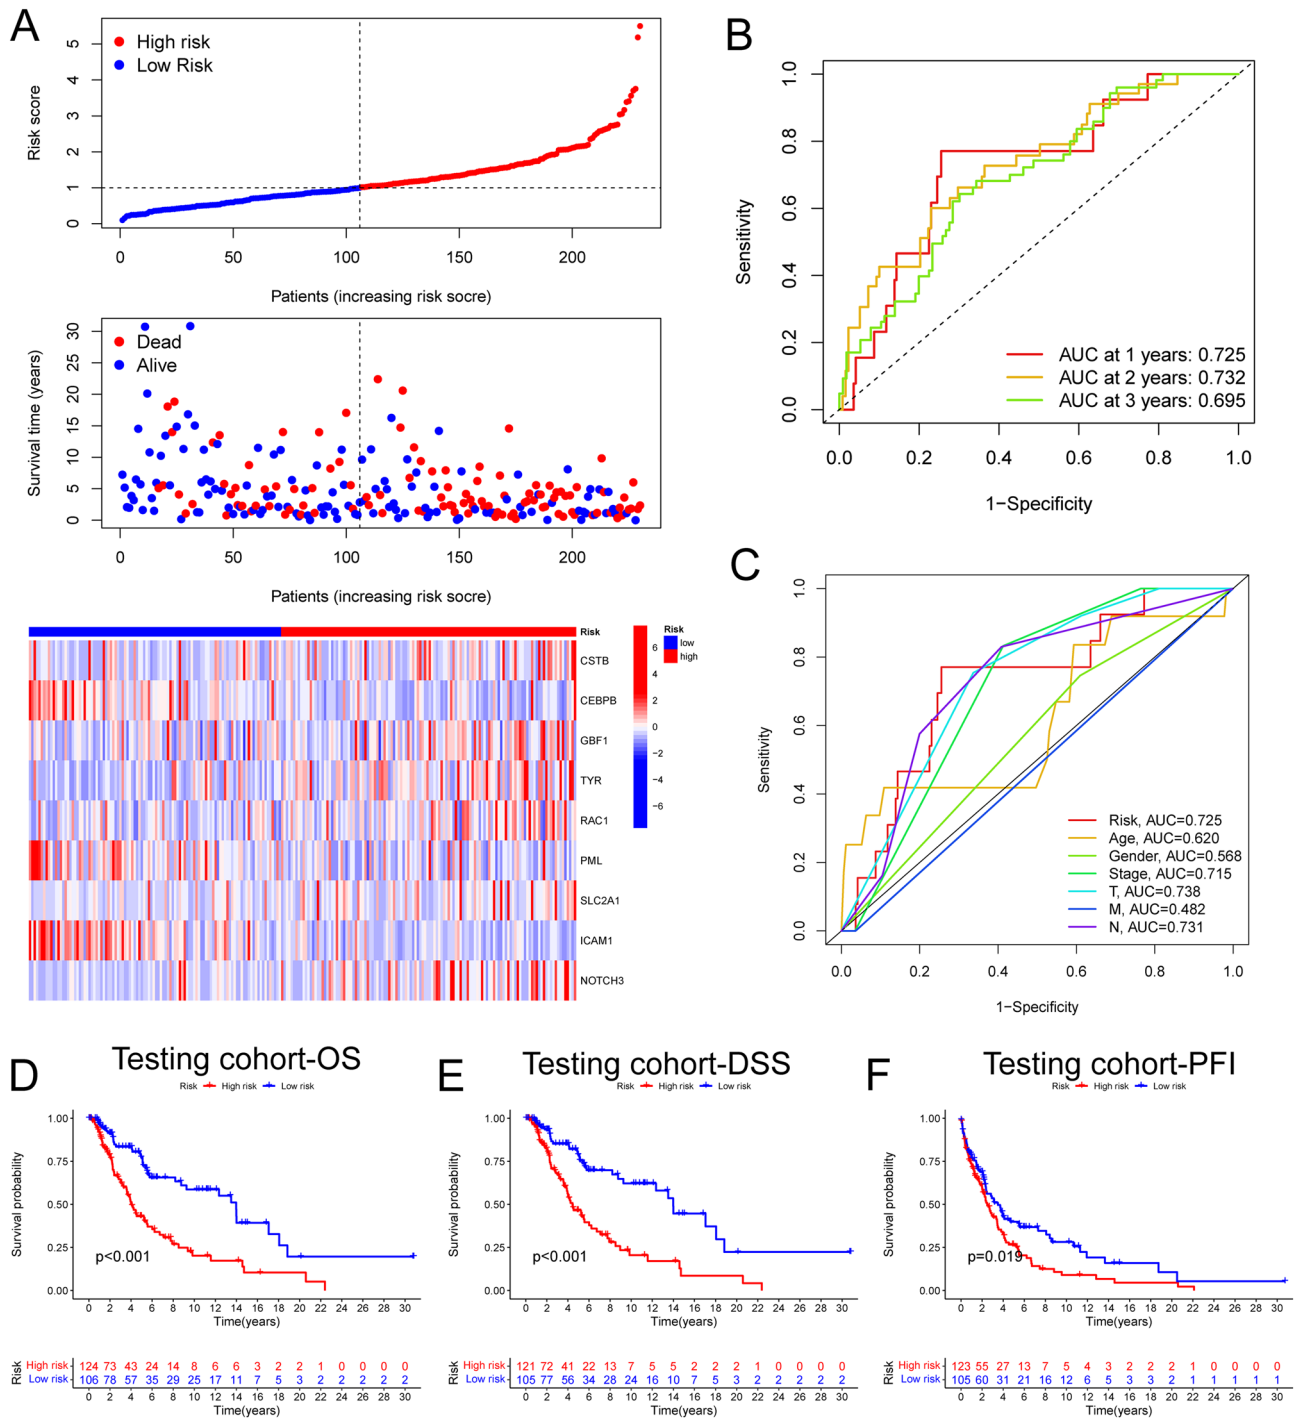 A
High risk
Low Risk
Risk score
0
1
2
3
4
5
0
50
100
150
200
Patients (increasing risk socre)
Dead
Alive
Survival time (years)
0
5
10
15
20
25
30
0
50
100
150
200
Patients (increasing risk socre)
Risk
CSTB
CEBPB
GBF1
TYR
RAC1
PML
SLC2A1
ICAM1
NOTCH3
6
4
2
0
−2
−4
−6
Risk
low
high
B
Sensitivity
0.0
0.2
0.4
0.6
0.8
1.0
AUC at 1 years: 0.725
AUC at 2 years: 0.732
AUC at 3 years: 0.695
0.0 0.2 0.4 0.6 0.8 1.0
1−Specificity
C
Sensitivity
0.0
0.2
0.4
0.6
0.8
1.0
Risk, AUC=0.725
Age, AUC=0.620
Gender, AUC=0.568
Stage, AUC=0.715
T, AUC=0.738
M, AUC=0.482
N, AUC=0.731
0.0 0.2 0.4 0.6 0.8 1.0
1−Specificity
D
Testing cohort-OS
Risk High risk Low risk
Survival probability
1.00
0.75
0.50
0.25
0.00
p<0.001
0 2 4 6 8 10 12 14 16 18 20 22 24 26 28 30
Time(years)
Risk
High risk 124 73 43 24 14 8 6 6 3 2 2 1 0 0 0 0
Low risk 106 78 57 35 29 25 17 11 7 5 3 2 2 2 2 2
0 2 4 6 8 10 12 14 16 18 20 22 24 26 28 30
Time(years)
E
Testing cohort-DSS
Risk High risk Low risk
Survival probability
1.00
0.75
0.50
0.25
0.00
p<0.001
0 2 4 6 8 10 12 14 16 18 20 22 24 26 28 30
Time(years)
Risk
High risk 121 72 41 22 13 7 5 5 2 2 2 1 0 0 0 0
Low risk 105 77 56 34 28 24 16 10 7 5 3 2 2 2 2 2
0 2 4 6 8 10 12 14 16 18 20 22 24 26 28 30
Time(years)
F
Testing cohort-PFI
Risk High risk Low risk
Survival probability
1.00
0.75
0.50
0.25
0.00
p=0.019
0 2 4 6 8 10 12 14 16 18 20 22 24 26 28 30
Time(years)
Risk
High risk 123 55 27 13 7 5 4 3 2 2 2 1 0 0 0 0
Low risk 105 60 31 21 16 12 6 5 3 3 2 1 1 1 1 1
0 2 4 6 8 10 12 14 16 18 20 22 24 26 28 30
Time(years)